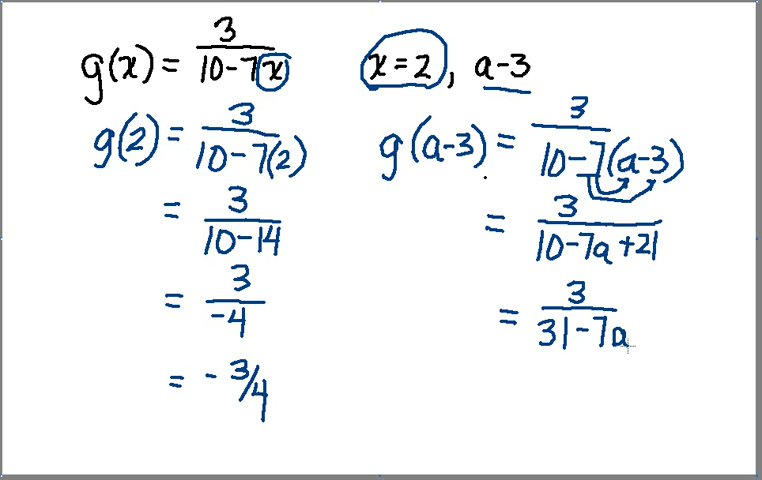 g(x) = 3/(10-7x)   x = 2, a-3
g(2) = 3/(10-7(2))
= 3/(10-14)
= 3/-4
= - 3/4
g(a-3) = 3/(10-7(a-3))
= 3/(10-7a+21)
= 3/(31-7a)